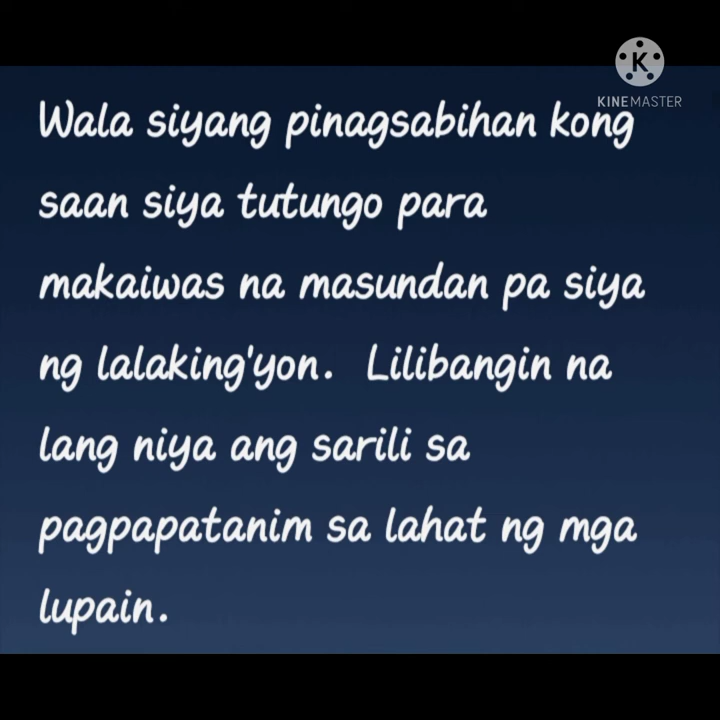 KINEMASTER
Wala siyang pinagsabihan kong
saan siya tutungo para
makaiwas na masundan pa siya
ng lalaking'yon. Lilibangin na
lang niya ang sarili sa
pagpapatanim sa lahat ng mga
lupain.